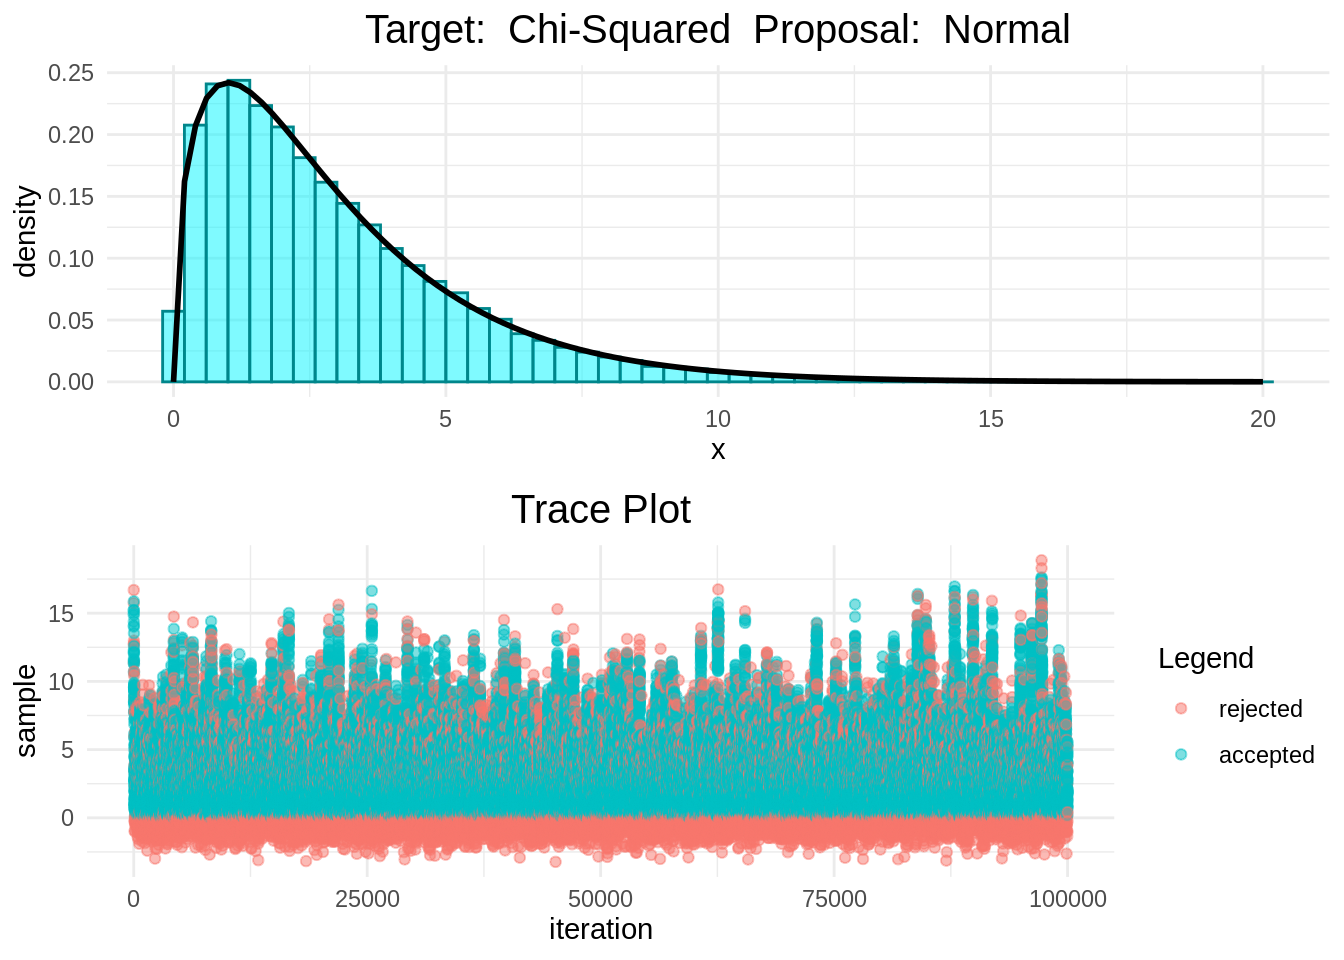 Target:  Chi-Squared  Proposal:  Normal
0.25
0.20
0.15
0.10
0.05
0.00
density
0 5 10 15 20
x
Trace Plot
15
10
5
0
sample
0 25000 50000 75000 100000
iteration
Legend
rejected
accepted